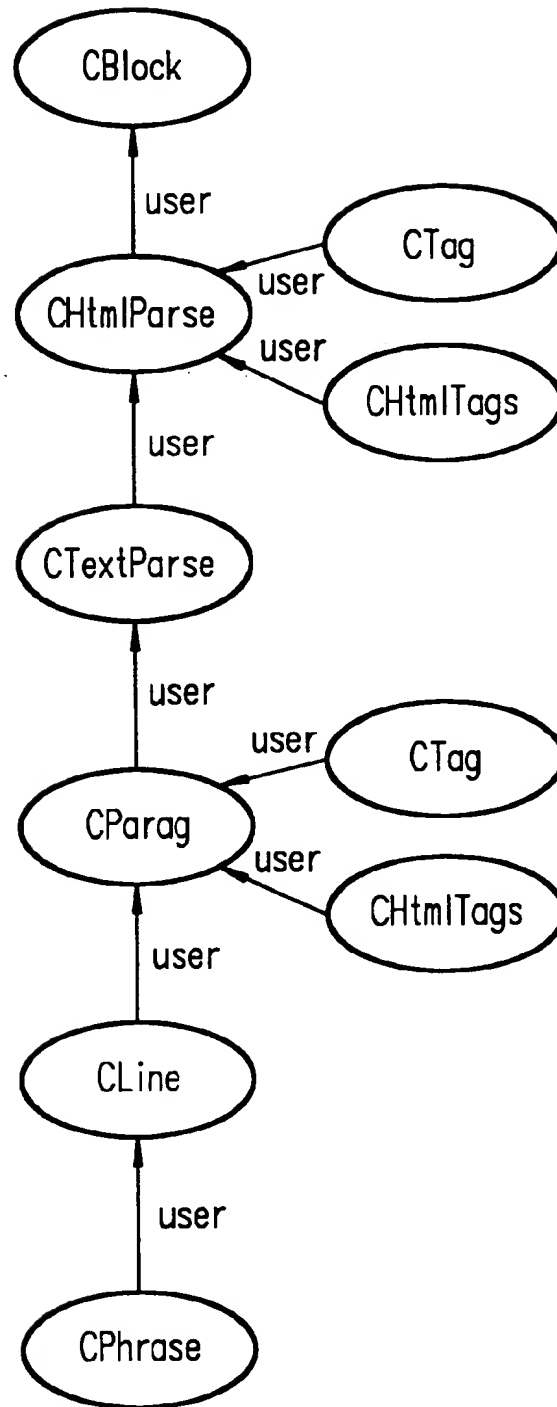 CBlock
user
CTag
user
CHtmlParse
user
CHtmlTags
user
CTextParse
user
user
CTag
CParag
user
CHtmlTags
user
CLine
user
CPhrase